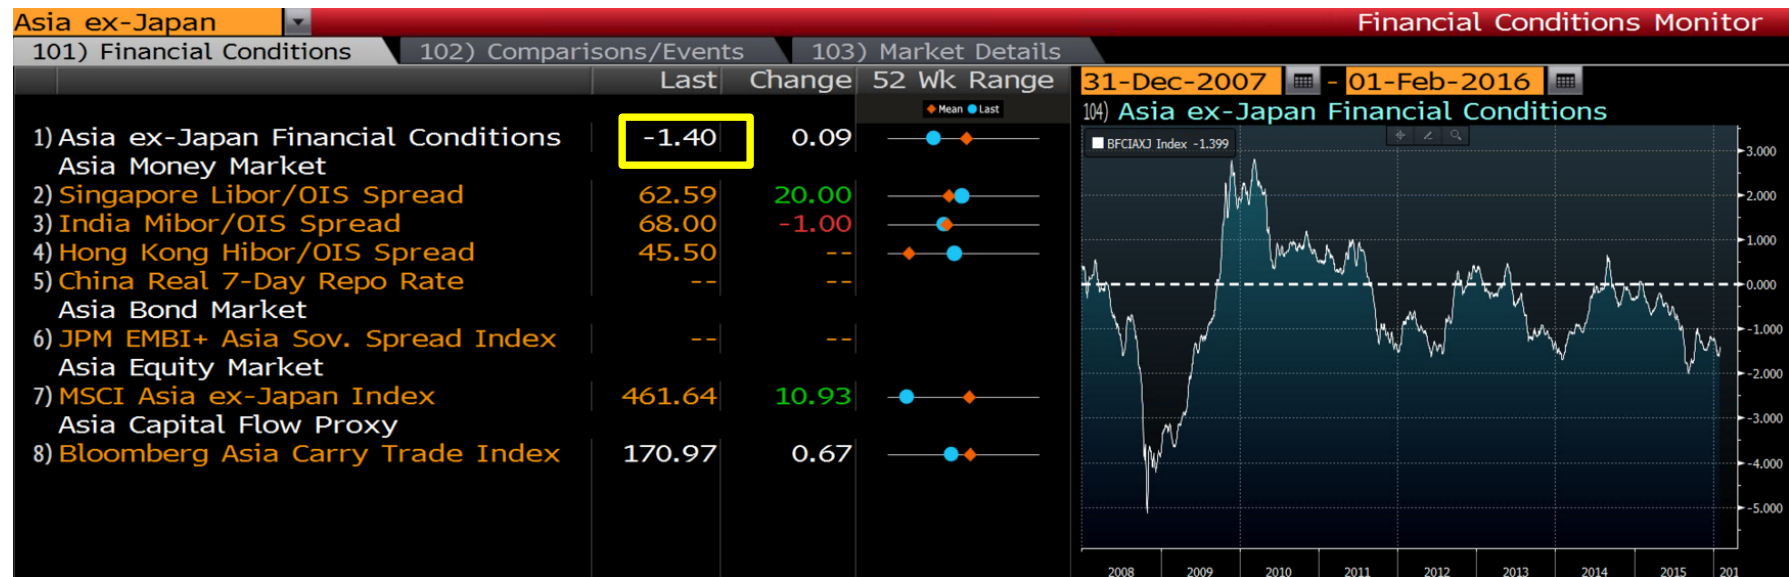 Asia ex-Japan Financial Conditions Monitor
101) Financial Conditions 102) Comparisons/Events 103) Market Details
Last Change 52 Wk Range
Mean Last
1) Asia ex-Japan Financial Conditions -1.40 0.09
Asia Money Market
2) Singapore Libor/OIS Spread 62.59 20.00
3) India Mibor/OIS Spread 68.00 -1.00
4) Hong Kong Hibor/OIS Spread 45.50 --
5) China Real 7-Day Repo Rate -- --
Asia Bond Market
6) JPM EMBI+ Asia Sov. Spread Index -- --
Asia Equity Market
7) MSCI Asia ex-Japan Index 461.64 10.93
Asia Capital Flow Proxy
8) Bloomberg Asia Carry Trade Index 170.97 0.67
31-Dec-2007 - 01-Feb-2016
104) Asia ex-Japan Financial Conditions
BFCIAXJ Index -1.399
3.000
2.000
1.000
0.000
-1.000
-2.000
-3.000
-4.000
-5.000
2008 2009 2010 2011 2012 2013 2014 2015 201